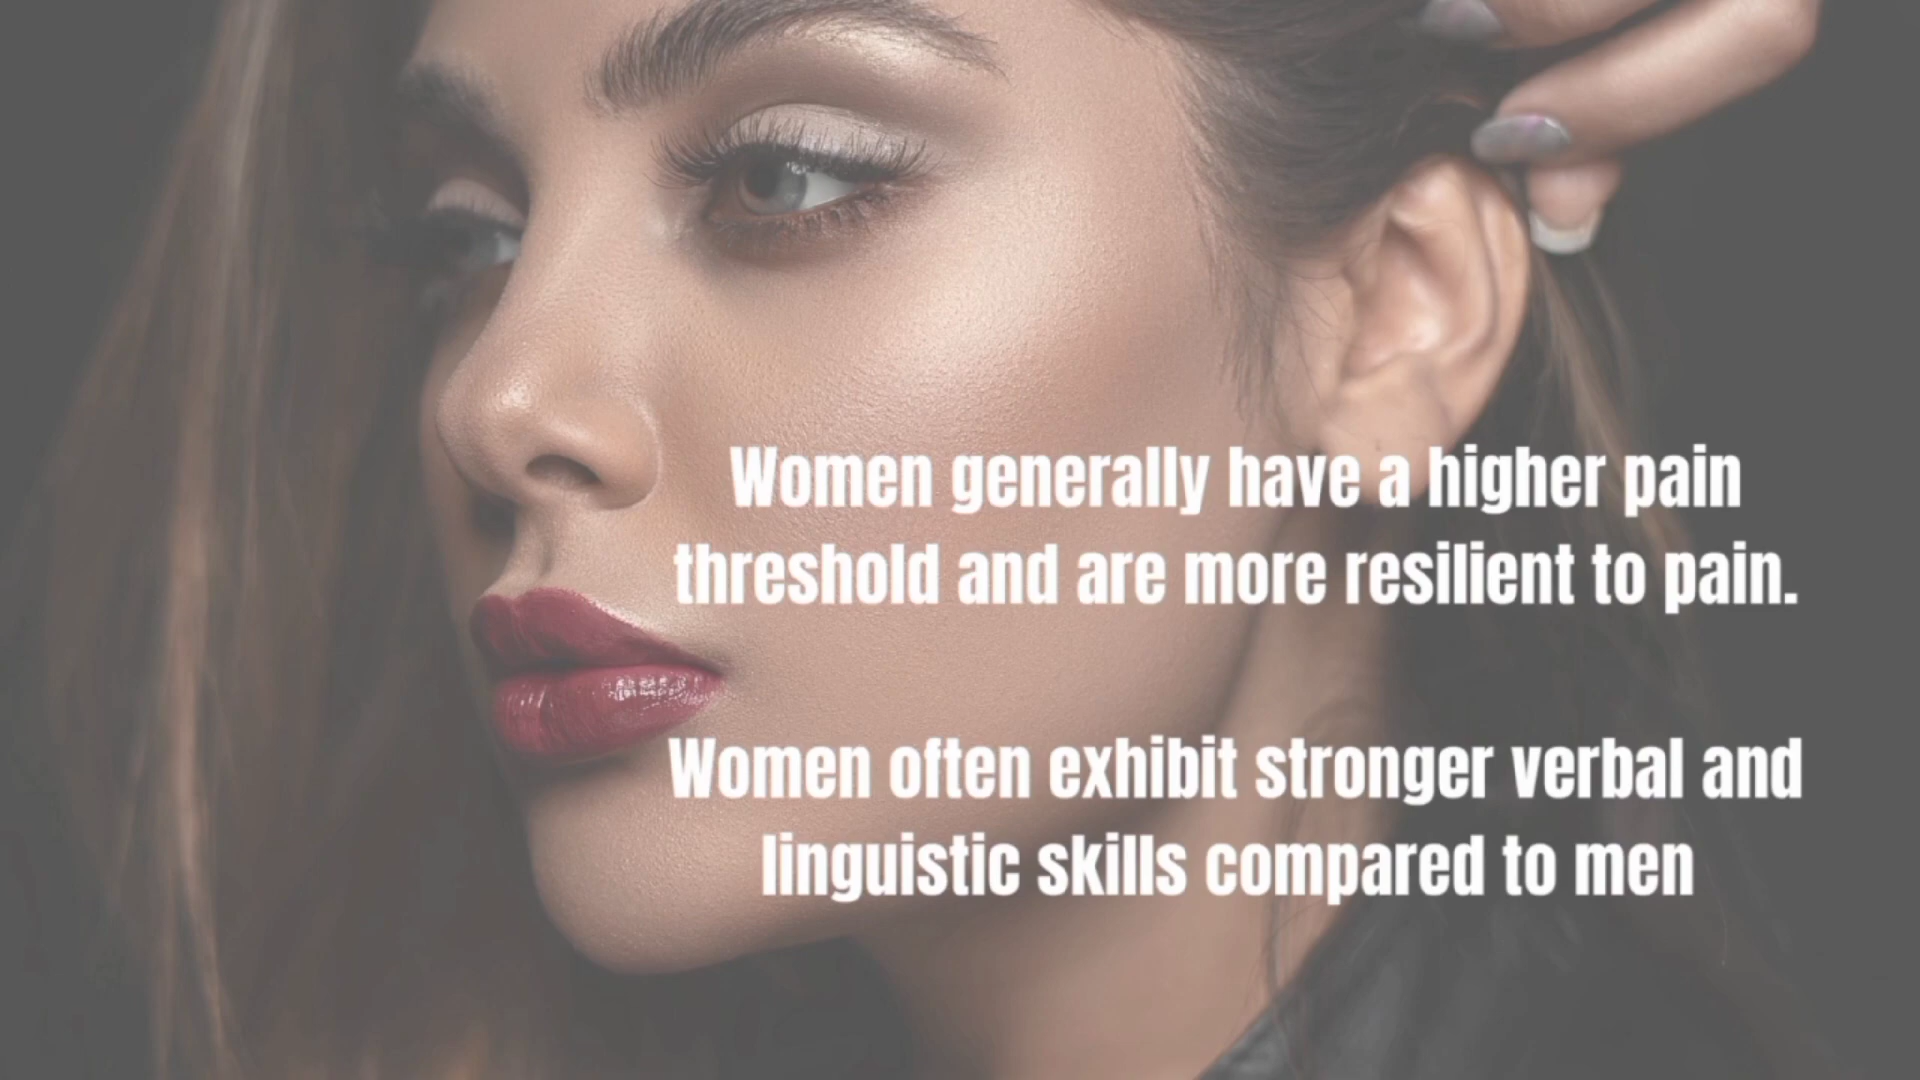 Women generally have a higher pain
threshold and are more resilient to pain.
Women often exhibit stronger verbal and
linguistic skills compared to men